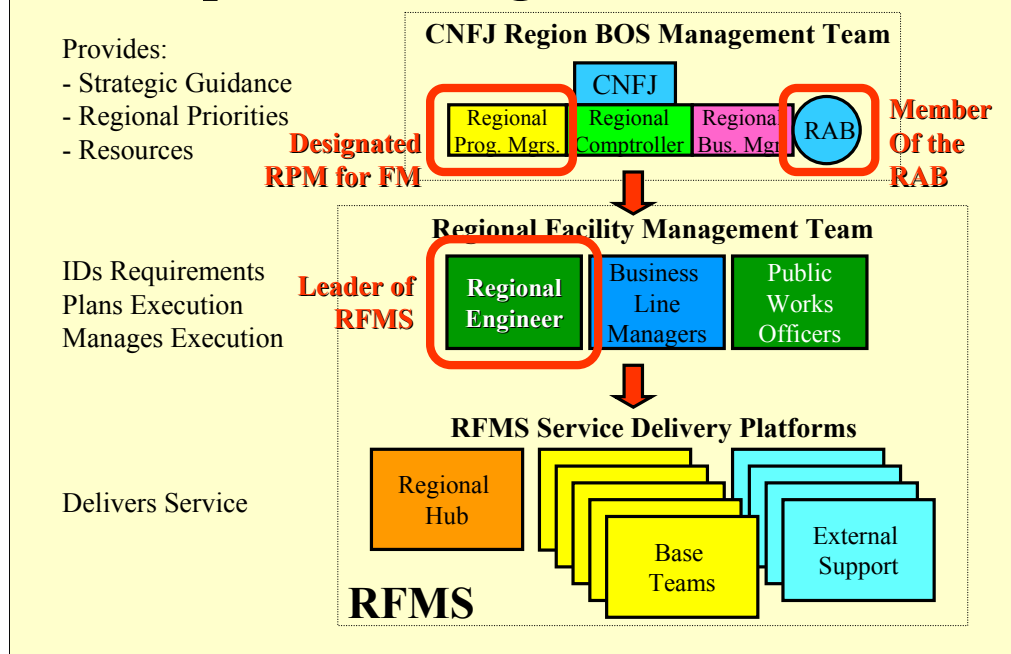 CNFJ Region BOS Management Team
Provides:
- Strategic Guidance
- Regional Priorities
- Resources
CNFJ
Regional
Prog. Mgrs.
Regional
Comptroller
Regional
Bus. Mgr.
RAB
Designated
RPM for FM
Member
Of the
RAB
Regional Facility Management Team
IDs Requirements
Plans Execution
Manages Execution
Leader of
RFMS
Regional
Engineer
Business
Line
Managers
Public
Works
Officers
RFMS Service Delivery Platforms
Delivers Service
Regional
Hub
Base
Teams
External
Support
RFMS